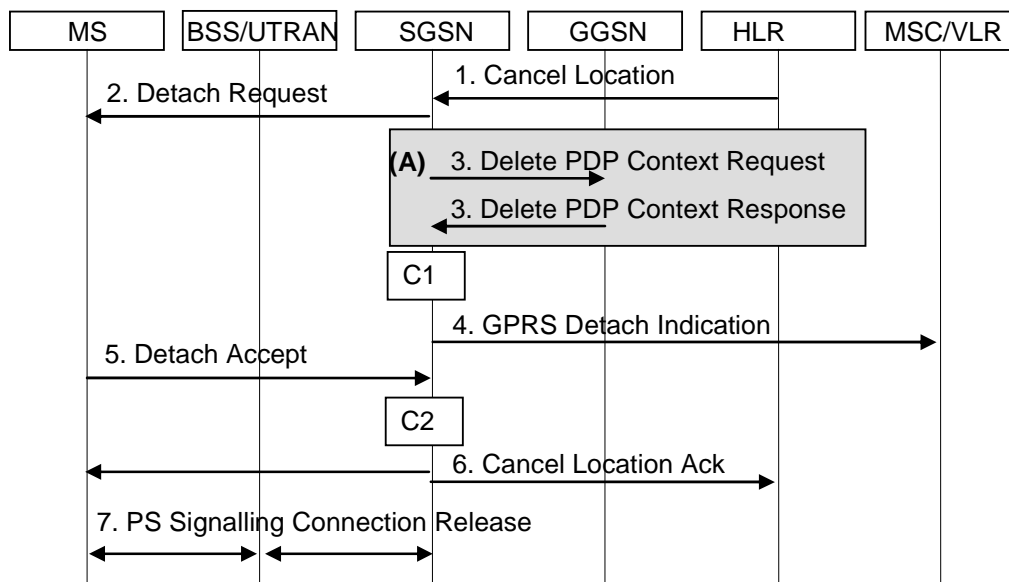 MS BSS/UTRAN SGSN GGSN HLR MSC/VLR
1. Cancel Location
2. Detach Request
(A) 3. Delete PDP Context Request
3. Delete PDP Context Response
C1
4. GPRS Detach Indication
5. Detach Accept
C2
6. Cancel Location Ack
7. PS Signalling Connection Release